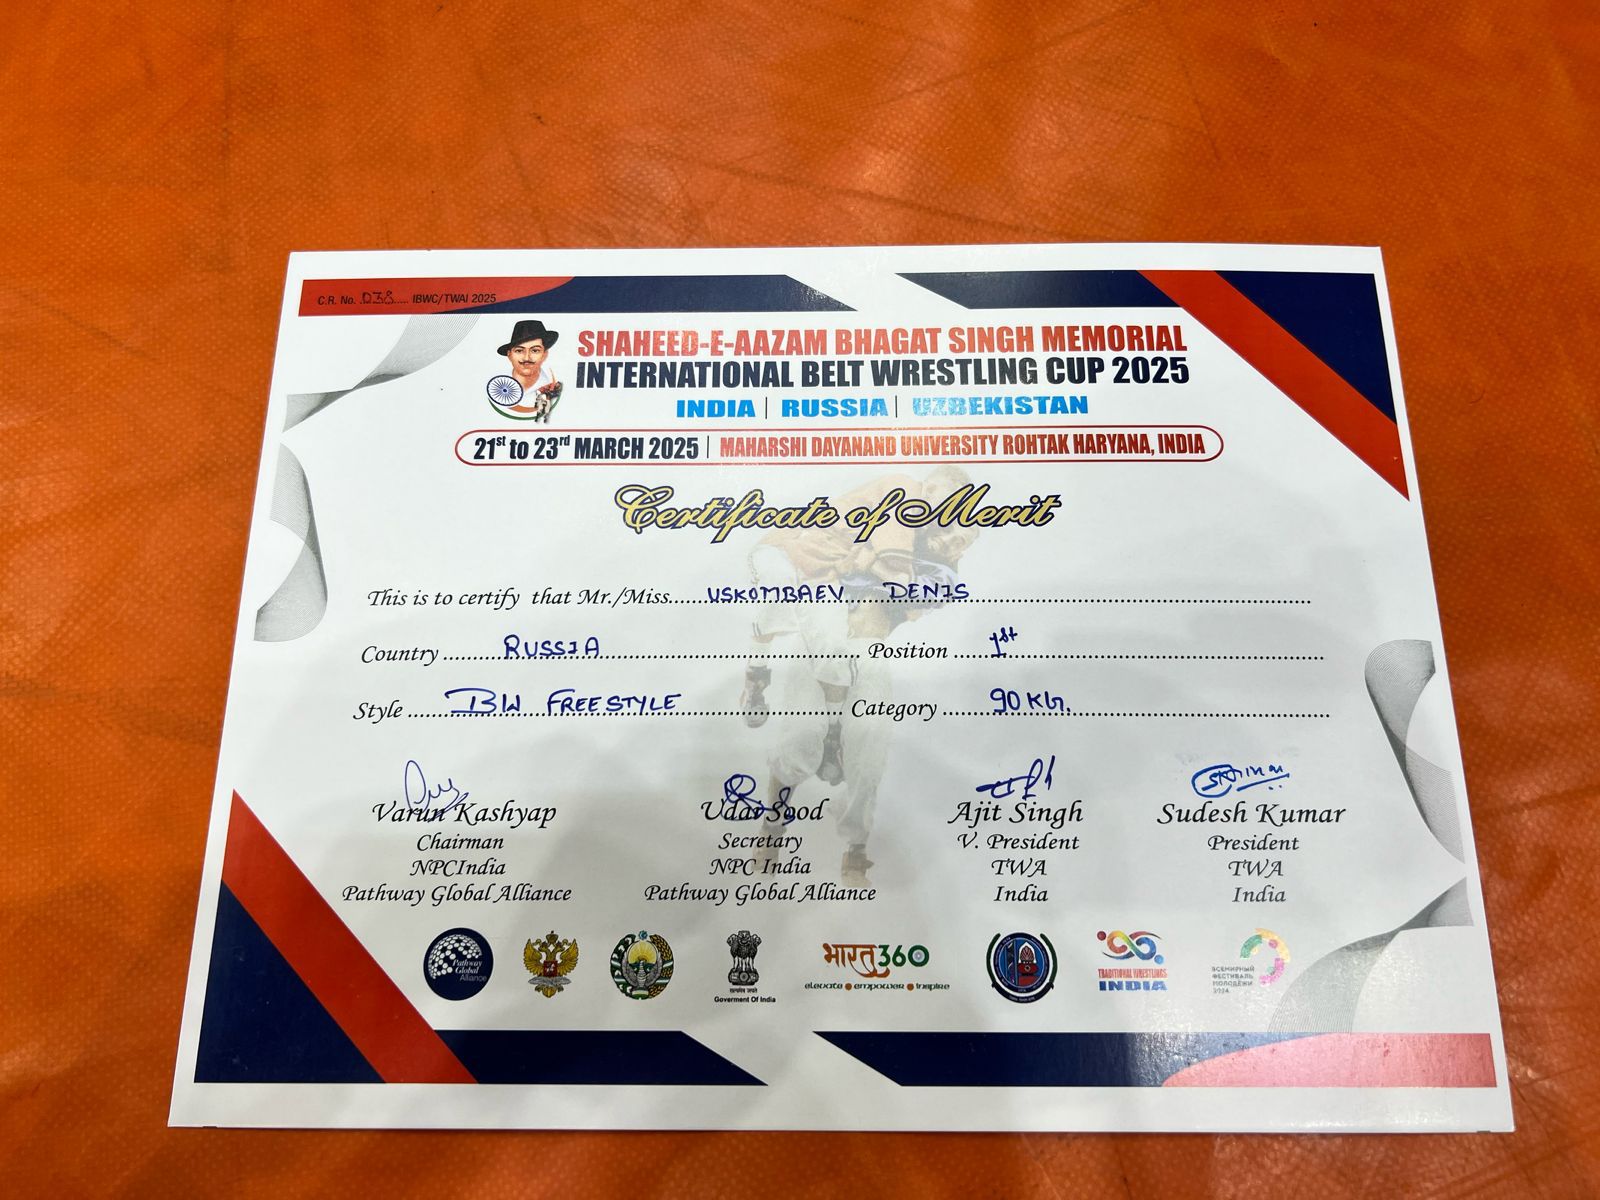 C.R. No. 038 IBWC/TWAI 2025
SHAHEED-E-AAZAM BHAGAT SINGH MEMORIAL
INTERNATIONAL BELT WRESTLING CUP 2025
INDIA | RUSSIA | UZBEKISTAN
21st to 23rd MARCH 2025 | MAHARSHI DAYANAND UNIVERSITY ROHTAK HARYANA, INDIA
Certificate of Merit
This is to certify that Mr./Miss......USKOMBAEV DENIS
Country RUSSIA Position 1st
Style BW FREESTYLE Category 90 KG.
Varun Kashyap Udai Sood Ajit Singh Sudesh Kumar
Chairman Secretary V. President President
NPCIndia NPC India TWA TWA
Pathway Global Alliance Pathway Global Alliance India India
Pathway
Global
Alliance
सत्यमेव जयते
Goverment Of India
भारत360
elevate • empower • inspire
TRADITIONAL WRESTLINGS
INDIA
ВСЕМИРНЫЙ
ФЕСТИВАЛЬ
МОЛОДЁЖИ
2024